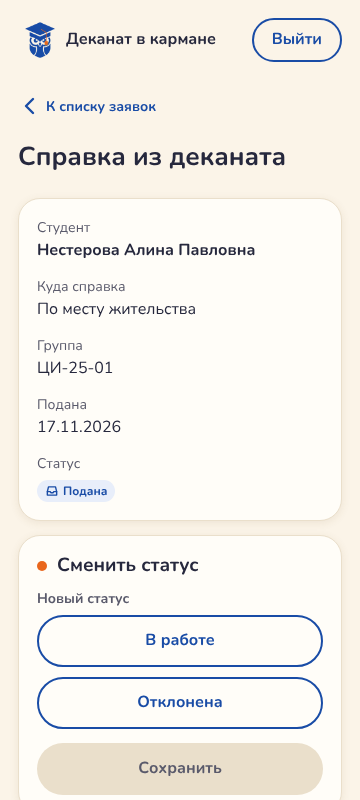 Деканат в кармане
Выйти
К списку заявок
Справка из деканата
Студент
Нестерова Алина Павловна
Куда справка
По месту жительства
Группа
ЦИ-25-01
Подана
17.11.2026
Статус
Подана
Сменить статус
Новый статус
В работе
Отклонена
Сохранить